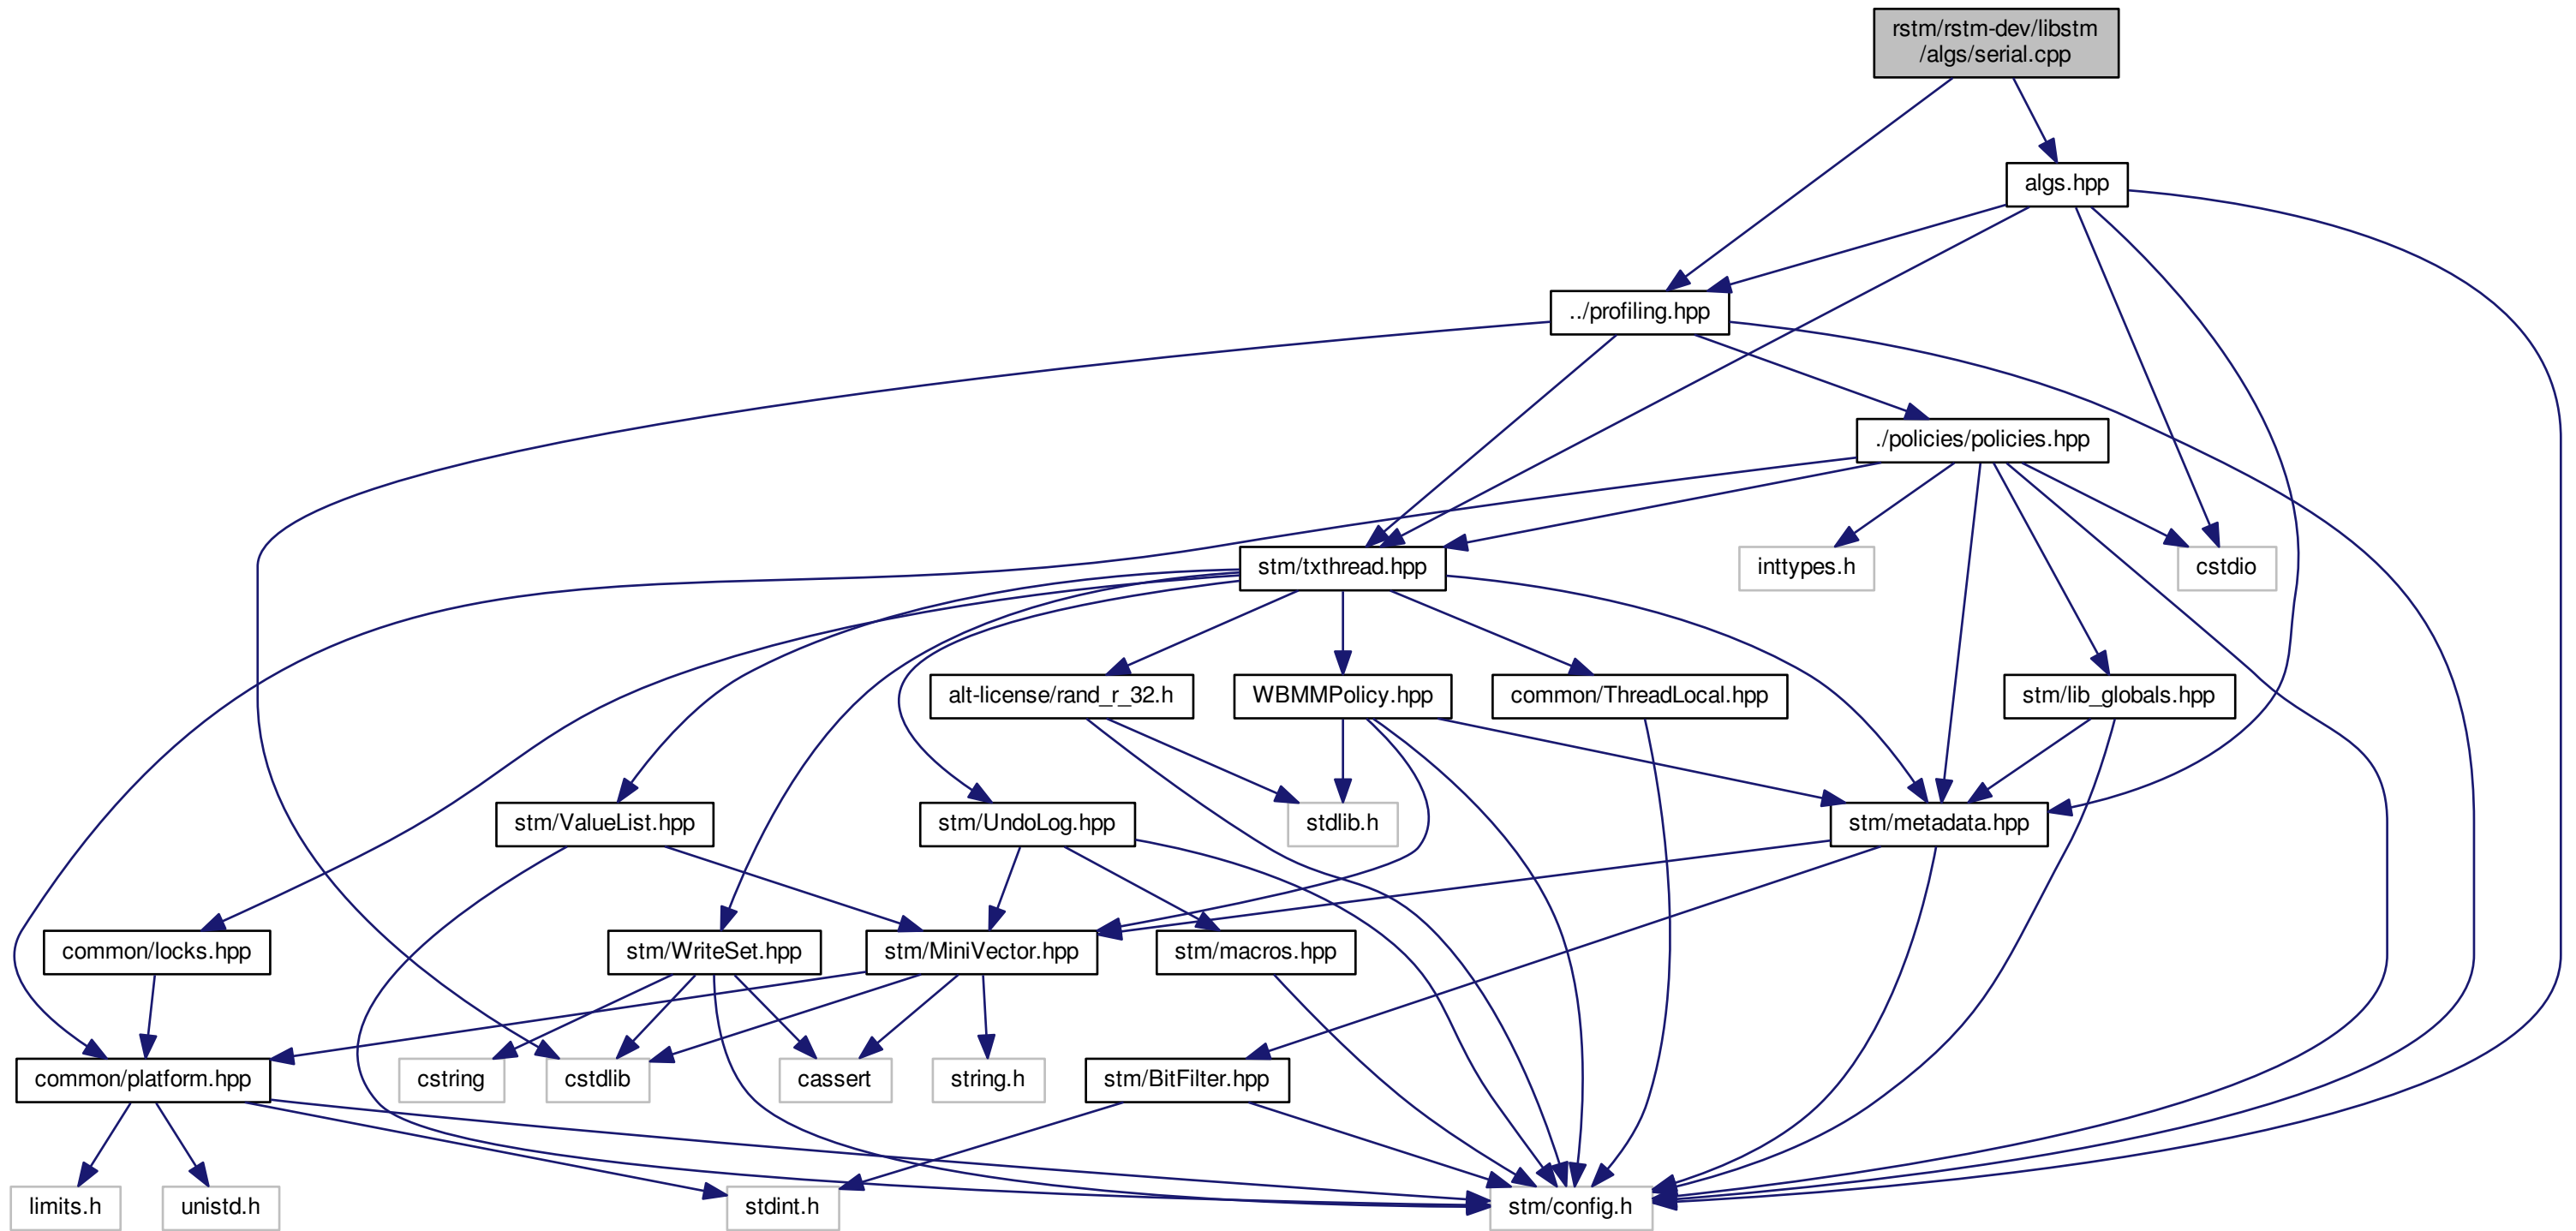 rstm/rstm-dev/libstm
/algs/serial.cpp
algs.hpp
../profiling.hpp
./policies/policies.hpp
stm/txthread.hpp
inttypes.h
cstdio
alt-license/rand_r_32.h
WBMMPolicy.hpp
common/ThreadLocal.hpp
stm/lib_globals.hpp
stm/ValueList.hpp
stm/UndoLog.hpp
stdlib.h
stm/metadata.hpp
common/locks.hpp
stm/WriteSet.hpp
stm/MiniVector.hpp
stm/macros.hpp
common/platform.hpp
cstring
cstdlib
cassert
string.h
stm/BitFilter.hpp
limits.h
unistd.h
stdint.h
stm/config.h